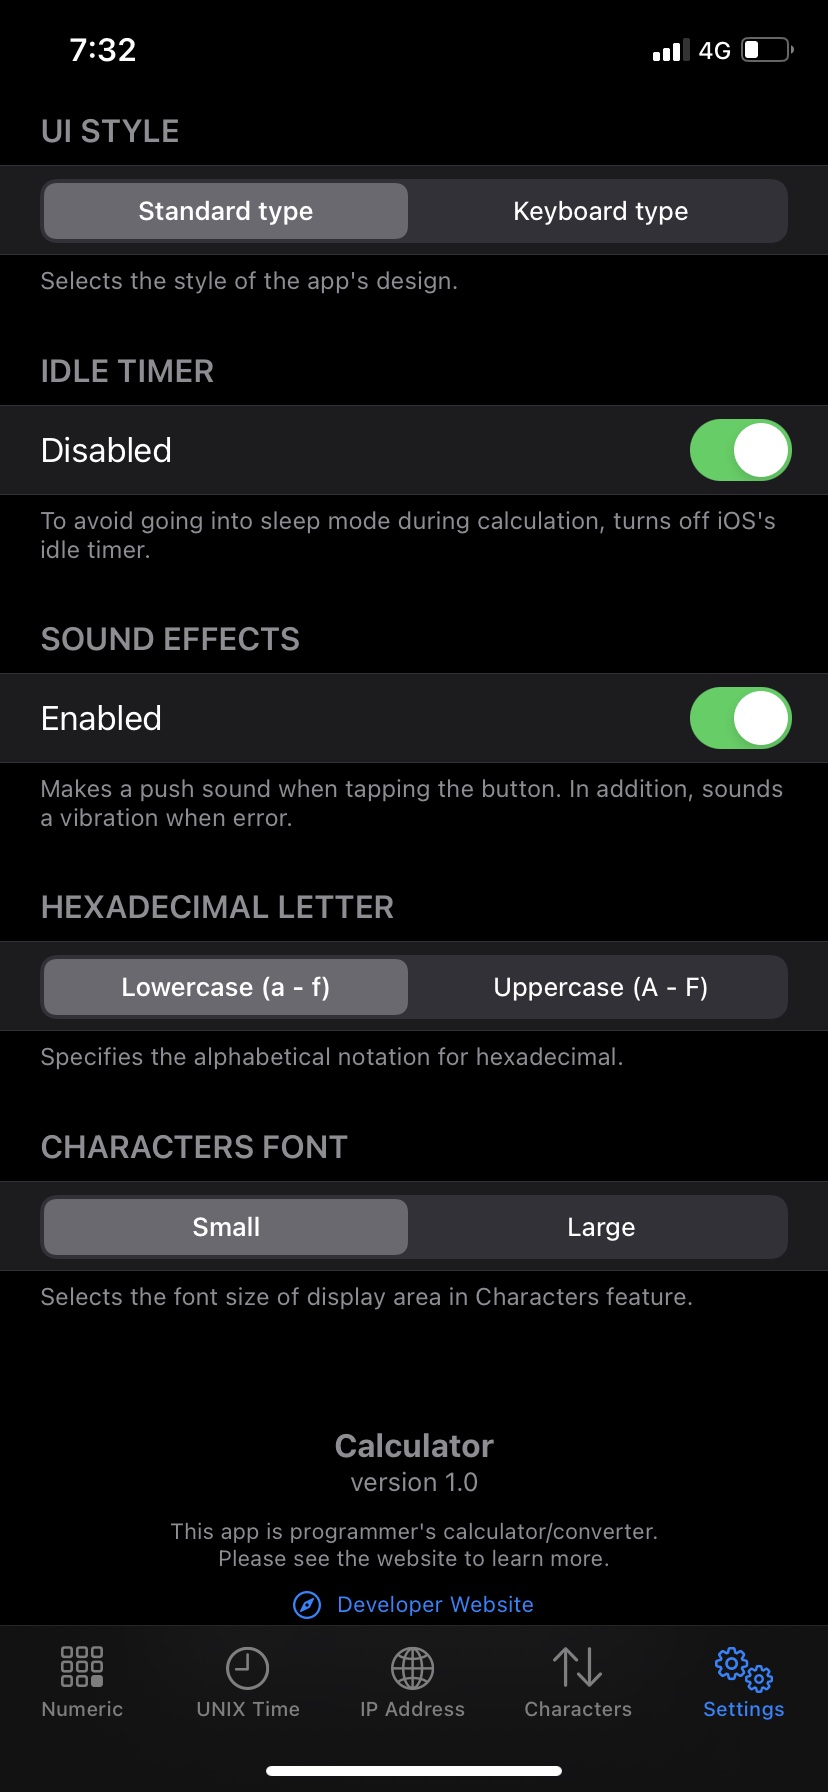 7:32
4G
UI STYLE
Standard type
Keyboard type
Selects the style of the app's design.
IDLE TIMER
Disabled
To avoid going into sleep mode during calculation, turns off iOS's
idle timer.
SOUND EFFECTS
Enabled
Makes a push sound when tapping the button. In addition, sounds
a vibration when error.
HEXADECIMAL LETTER
Lowercase (a - f)
Uppercase (A - F)
Specifies the alphabetical notation for hexadecimal.
CHARACTERS FONT
Small
Large
Selects the font size of display area in Characters feature.
Calculator
version 1.0
This app is programmer's calculator/converter.
Please see the website to learn more.
Developer Website
Numeric
UNIX Time
IP Address
Characters
Settings